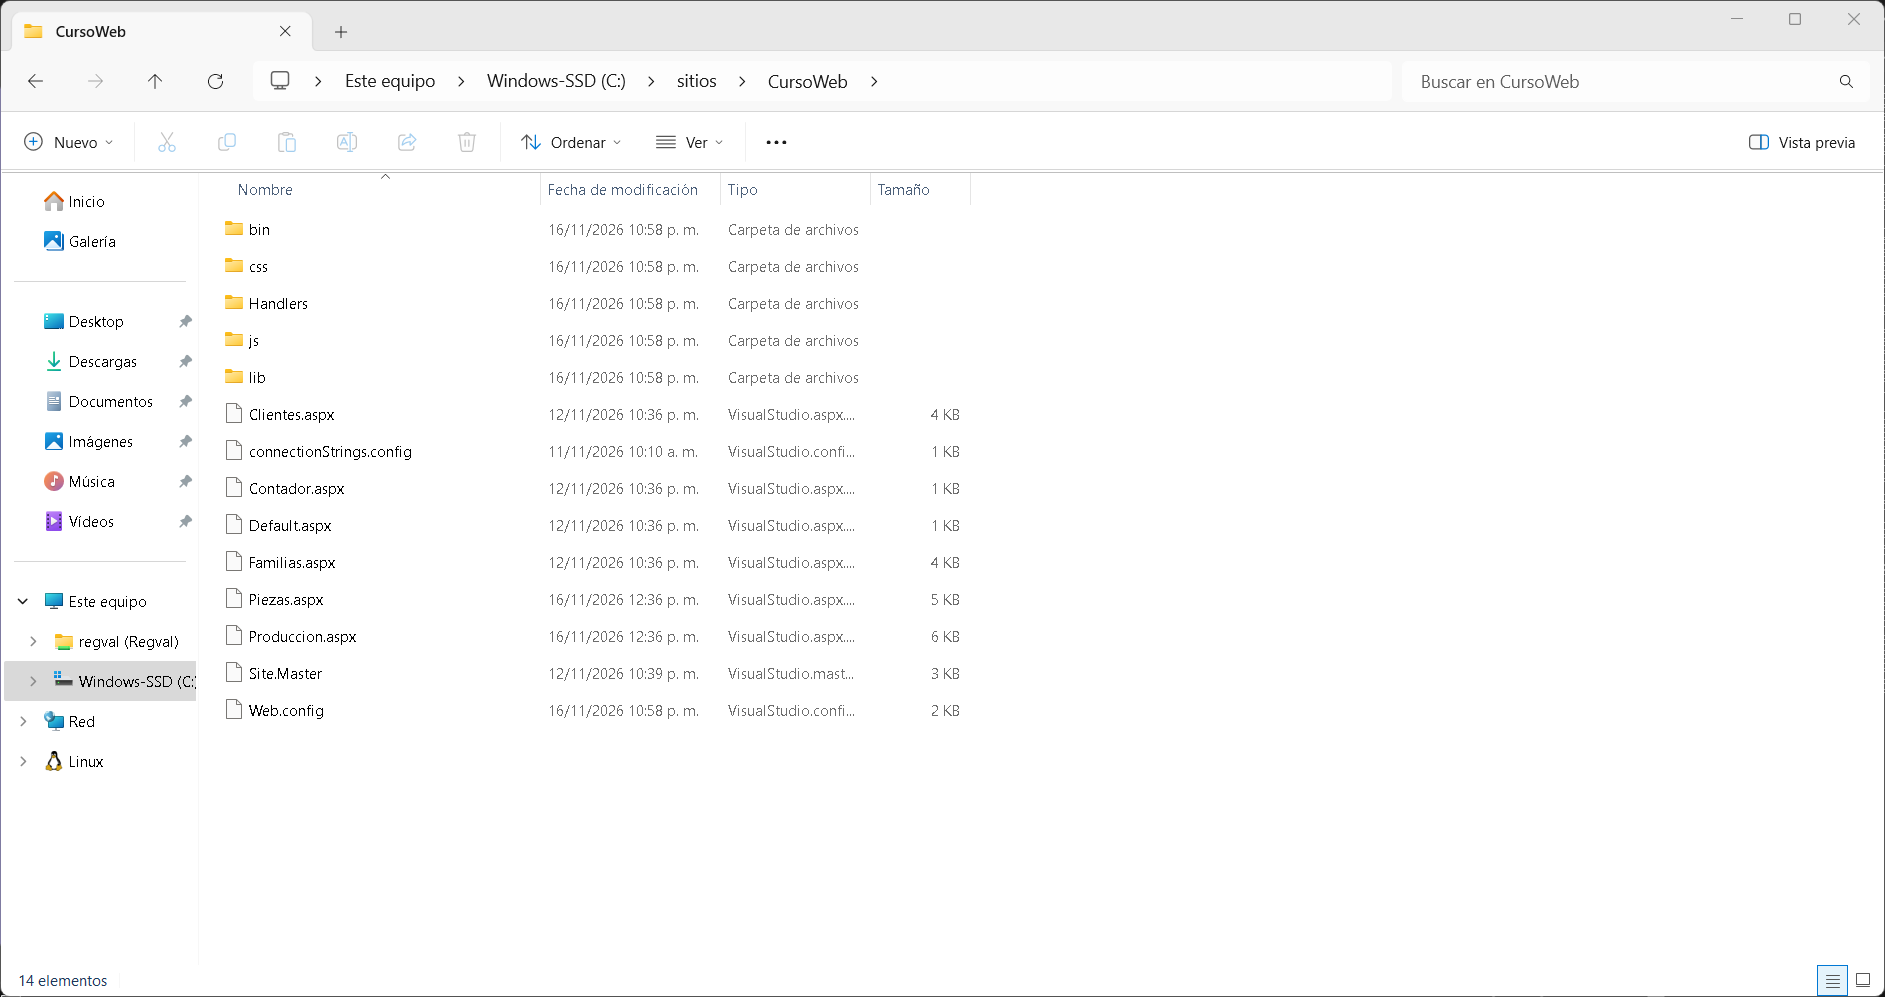 CursoWeb
Este equipo > Windows-SSD (C:) > sitios > CursoWeb >
Buscar en CursoWeb
Nuevo
Ordenar
Ver
Vista previa
Nombre Fecha de modificación Tipo Tamaño
Inicio
Galería
Desktop
Descargas
Documentos
Imágenes
Música
Vídeos
Este equipo
regval (Regval)
Windows-SSD (C:)
Red
Linux
bin 16/11/2026 10:58 p. m. Carpeta de archivos
css 16/11/2026 10:58 p. m. Carpeta de archivos
Handlers 16/11/2026 10:58 p. m. Carpeta de archivos
js 16/11/2026 10:58 p. m. Carpeta de archivos
lib 16/11/2026 10:58 p. m. Carpeta de archivos
Clientes.aspx 12/11/2026 10:36 p. m. VisualStudio.aspx.... 4 KB
connectionStrings.config 11/11/2026 10:10 a. m. VisualStudio.confi... 1 KB
Contador.aspx 12/11/2026 10:36 p. m. VisualStudio.aspx.... 1 KB
Default.aspx 12/11/2026 10:36 p. m. VisualStudio.aspx.... 1 KB
Familias.aspx 12/11/2026 10:36 p. m. VisualStudio.aspx.... 4 KB
Piezas.aspx 16/11/2026 12:36 p. m. VisualStudio.aspx.... 5 KB
Produccion.aspx 16/11/2026 12:36 p. m. VisualStudio.aspx.... 6 KB
Site.Master 12/11/2026 10:39 p. m. VisualStudio.mast... 3 KB
Web.config 16/11/2026 10:58 p. m. VisualStudio.confi... 2 KB
14 elementos